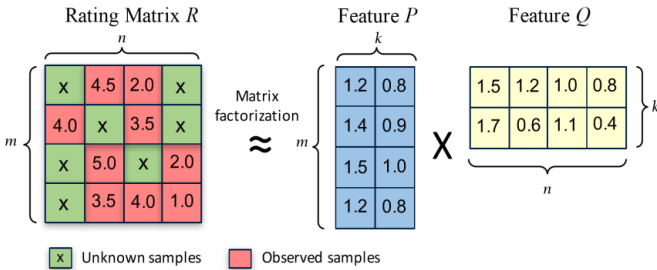 Rating Matrix R
Feature P
Feature Q
n
k
m
x 4.5 2.0 x
4.0 x 3.5 x
x 5.0 x 2.0
x 3.5 4.0 1.0
Matrix
factorization
≈
m
1.2 0.8
1.4 0.9
1.5 1.0
1.2 0.8
X
1.5 1.2 1.0 0.8
1.7 0.6 1.1 0.4
k
n
x Unknown samples
Observed samples